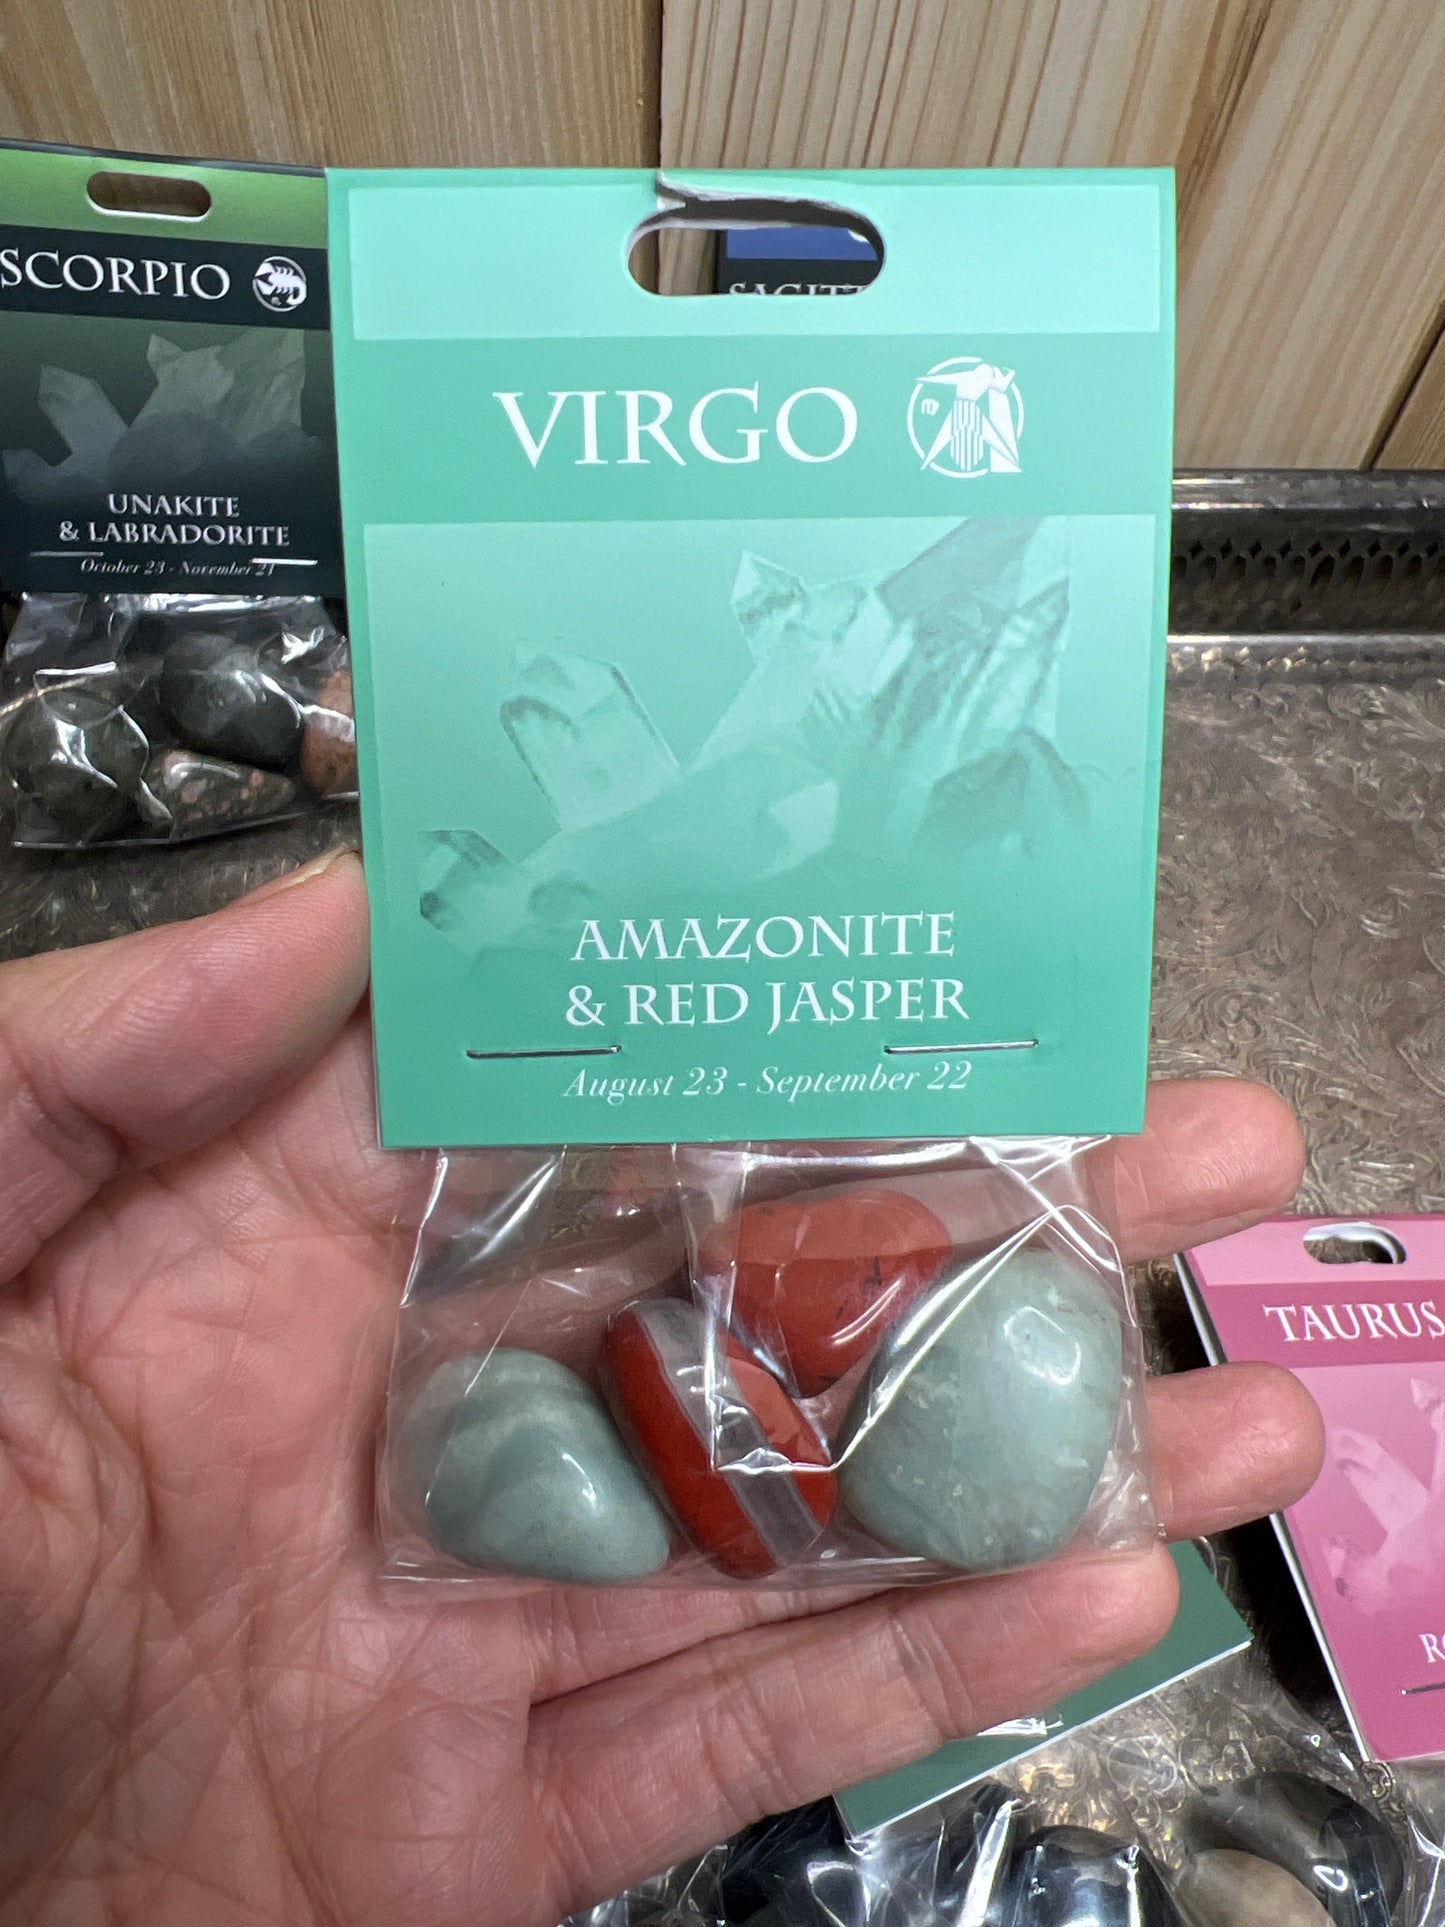 SCORPIO
UNAKITE
& LABRADORITE
October 23 - November 21
VIRGO
AMAZONITE
& RED JASPER
August 23 - September 22
TAURUS